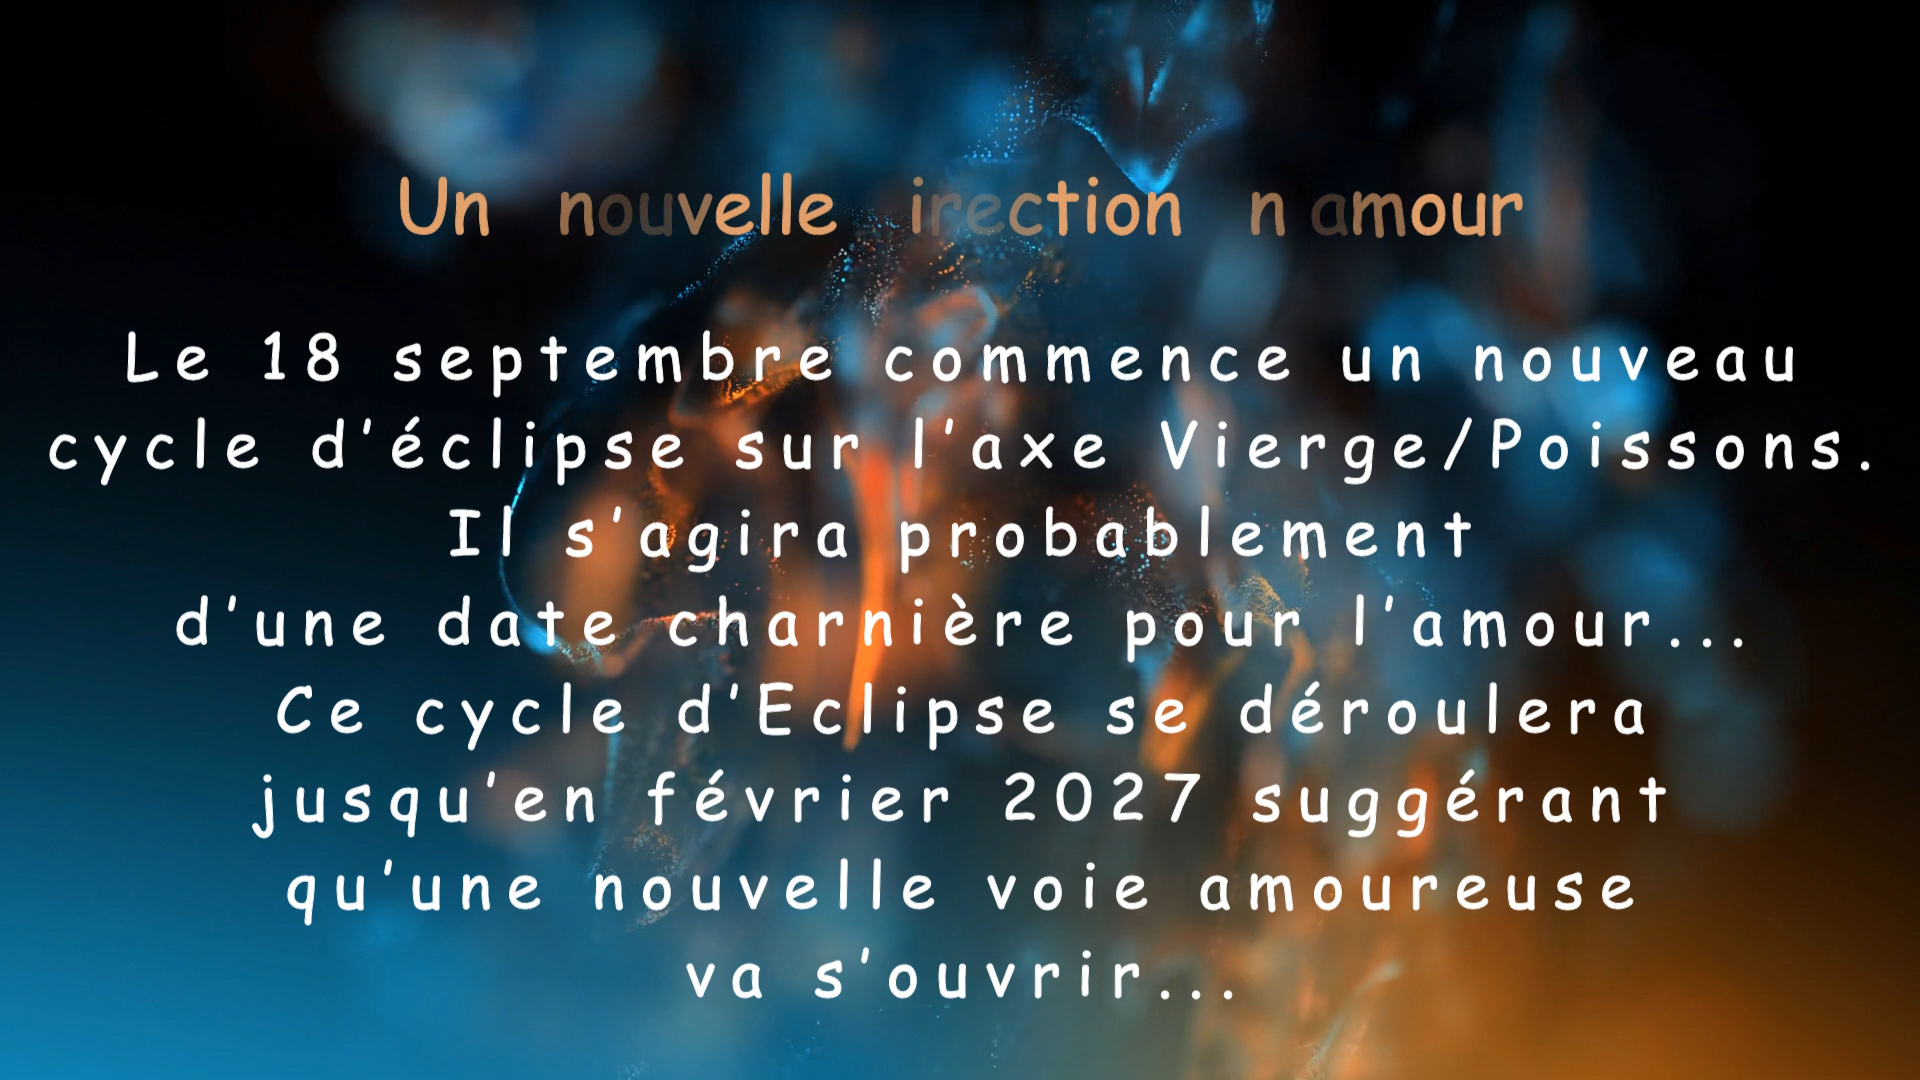 Un nouvelle irection n amour
Le 18 septembre commence un nouveau
cycle d'éclipse sur l'axe Vierge/Poissons.
Il s'agira probablement
d'une date charnière pour l'amour...
Ce cycle d'Eclipse se déroulera
jusqu'en février 2027 suggérant
qu'une nouvelle voie amoureuse
va s'ouvrir...